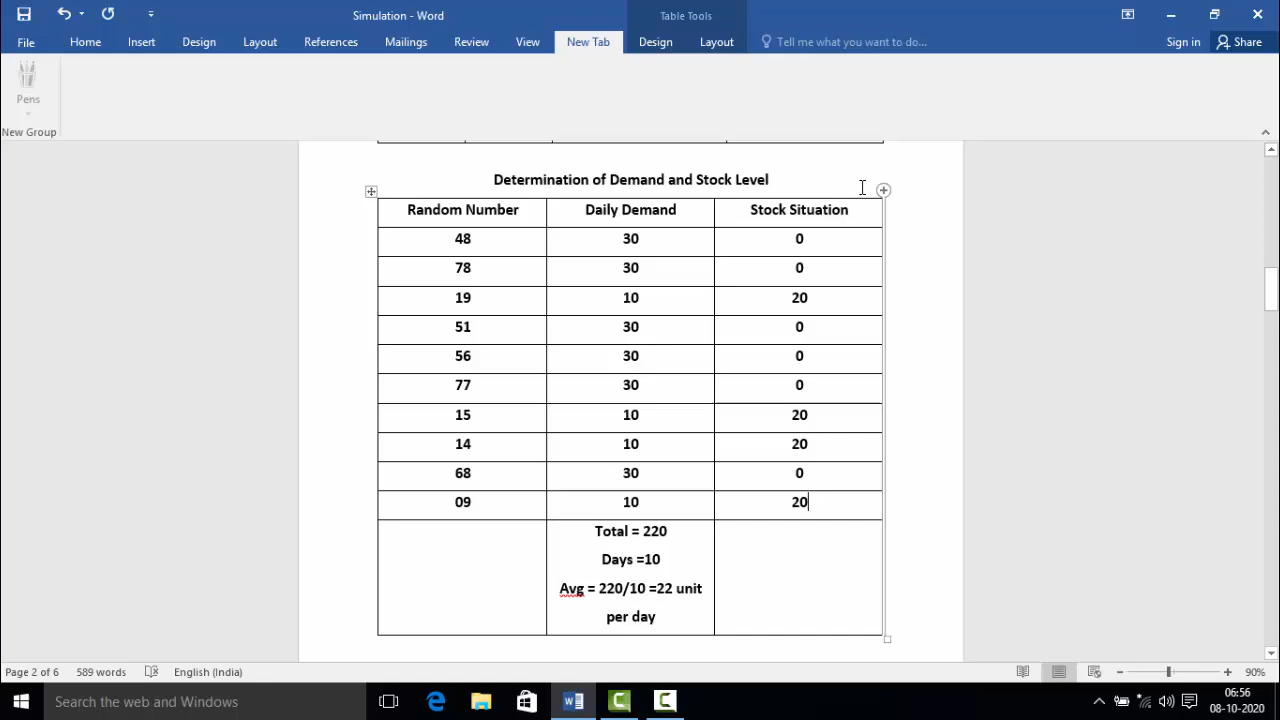 Simulation - Word
Table Tools
File Home Insert Design Layout References Mailings Review View New Tab Design Layout Tell me what you want to do... Sign in Share
Pens
New Group
Determination of Demand and Stock Level
Random Number Daily Demand Stock Situation
48 30 0
78 30 0
19 10 20
51 30 0
56 30 0
77 30 0
15 10 20
14 10 20
68 30 0
09 10 20
Total = 220
Days =10
Avg = 220/10 =22 unit
per day
Page 2 of 6 589 words English (India) 90%
Search the web and Windows
06:56
08-10-2020